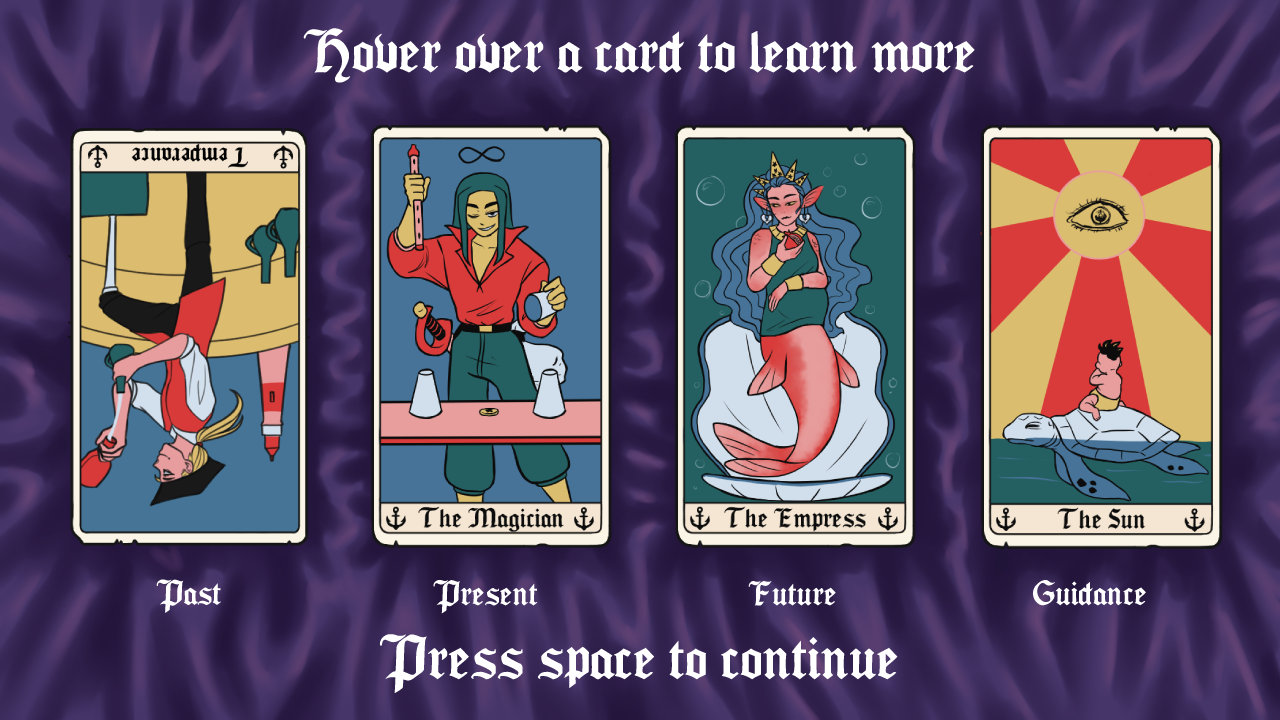 Hover over a card to learn more
Temperance
The Magician
The Empress
The Sun
Past
Present
Future
Guidance
Press space to continue